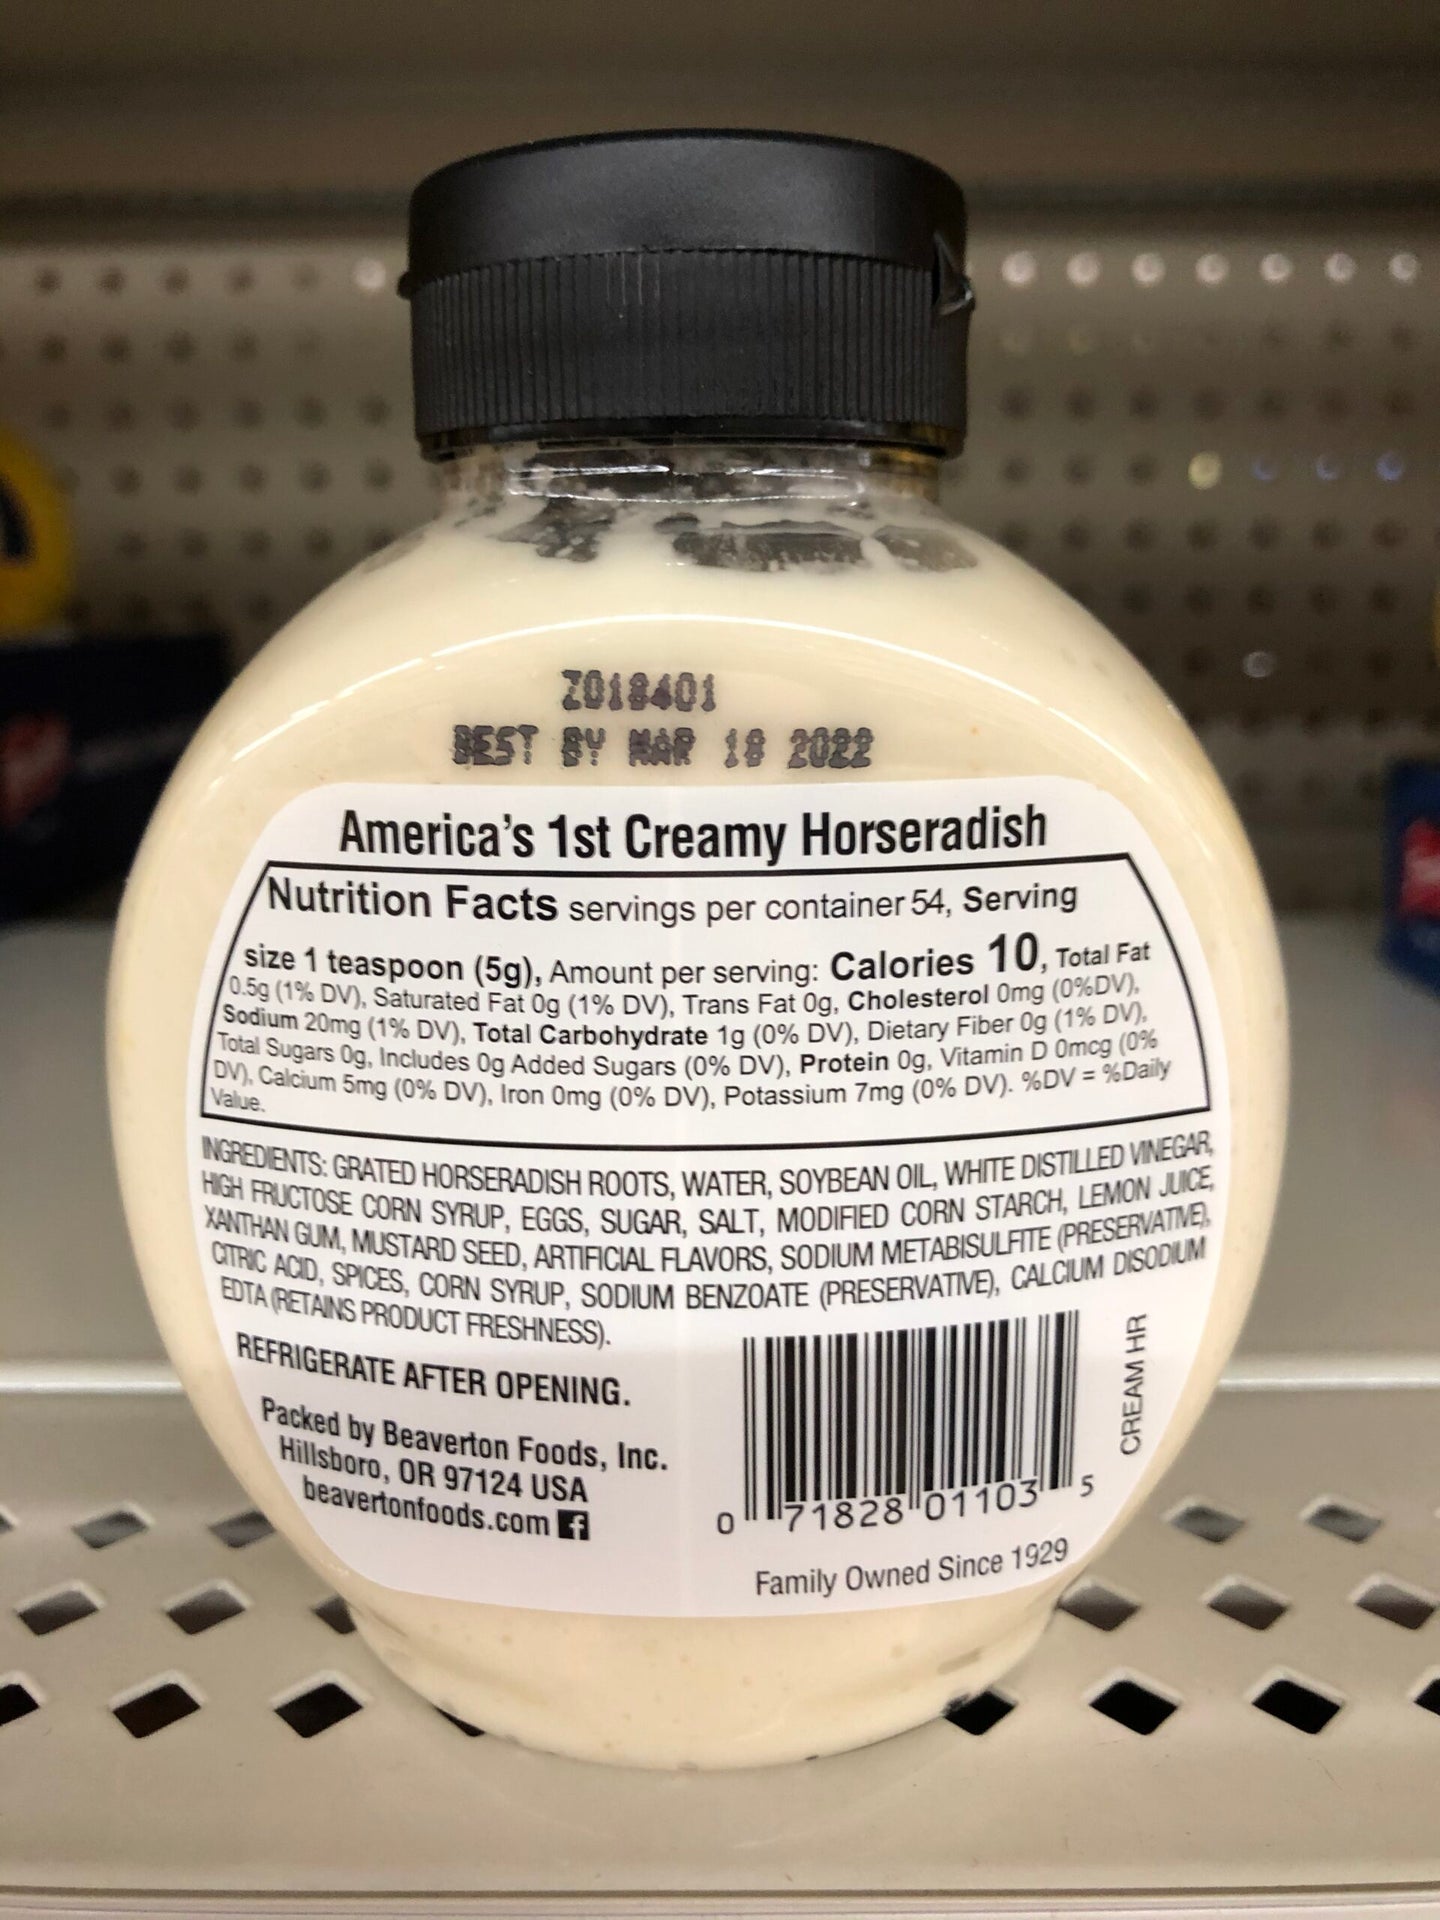 Z018401
BEST BY MAR 18 2022
America's 1st Creamy Horseradish
Nutrition Facts servings per container 54, Serving
size 1 teaspoon (5g), Amount per serving: Calories 10, Total Fat
0.5g (1% DV), Saturated Fat 0g (1% DV), Trans Fat 0g, Cholesterol 0mg (0%DV),
Sodium 20mg (1% DV), Total Carbohydrate 1g (0% DV), Dietary Fiber 0g (1% DV),
Total Sugars 0g, Includes 0g Added Sugars (0% DV), Protein 0g, Vitamin D 0mcg (0%
DV), Calcium 5mg (0% DV), Iron 0mg (0% DV), Potassium 7mg (0% DV). %DV = %Daily
Value.
INGREDIENTS: GRATED HORSERADISH ROOTS, WATER, SOYBEAN OIL, WHITE DISTILLED VINEGAR,
HIGH FRUCTOSE CORN SYRUP, EGGS, SUGAR, SALT, MODIFIED CORN STARCH, LEMON JUICE,
XANTHAN GUM, MUSTARD SEED, ARTIFICIAL FLAVORS, SODIUM METABISULFITE (PRESERVATIVE),
CITRIC ACID, SPICES, CORN SYRUP, SODIUM BENZOATE (PRESERVATIVE), CALCIUM DISODIUM
EDTA (RETAINS PRODUCT FRESHNESS).
REFRIGERATE AFTER OPENING.
Packed by Beaverton Foods, Inc.
Hillsboro, OR 97124 USA
beavertonfoods.com f
CREAM HR
0 71828 01103 5
Family Owned Since 1929